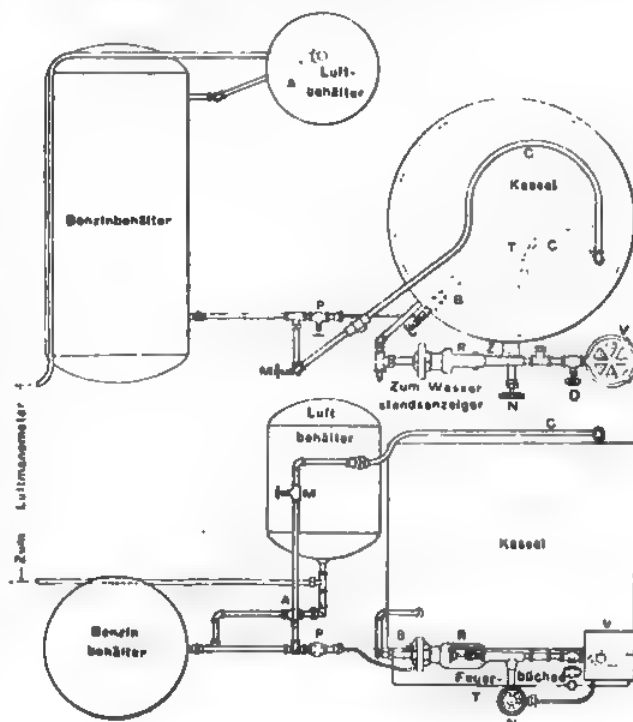 A
Luft-
behälter
Benzinbehälter
C
Kessel
T
C
P
B
V
M
R
Zum Wasser
standsanzeiger
N
D
Zum Luftmanometer
Luft
behälter
C
M
Kessel
A
Benzin
behälter
P
B
R
V
Feuer-
büchse
T
N